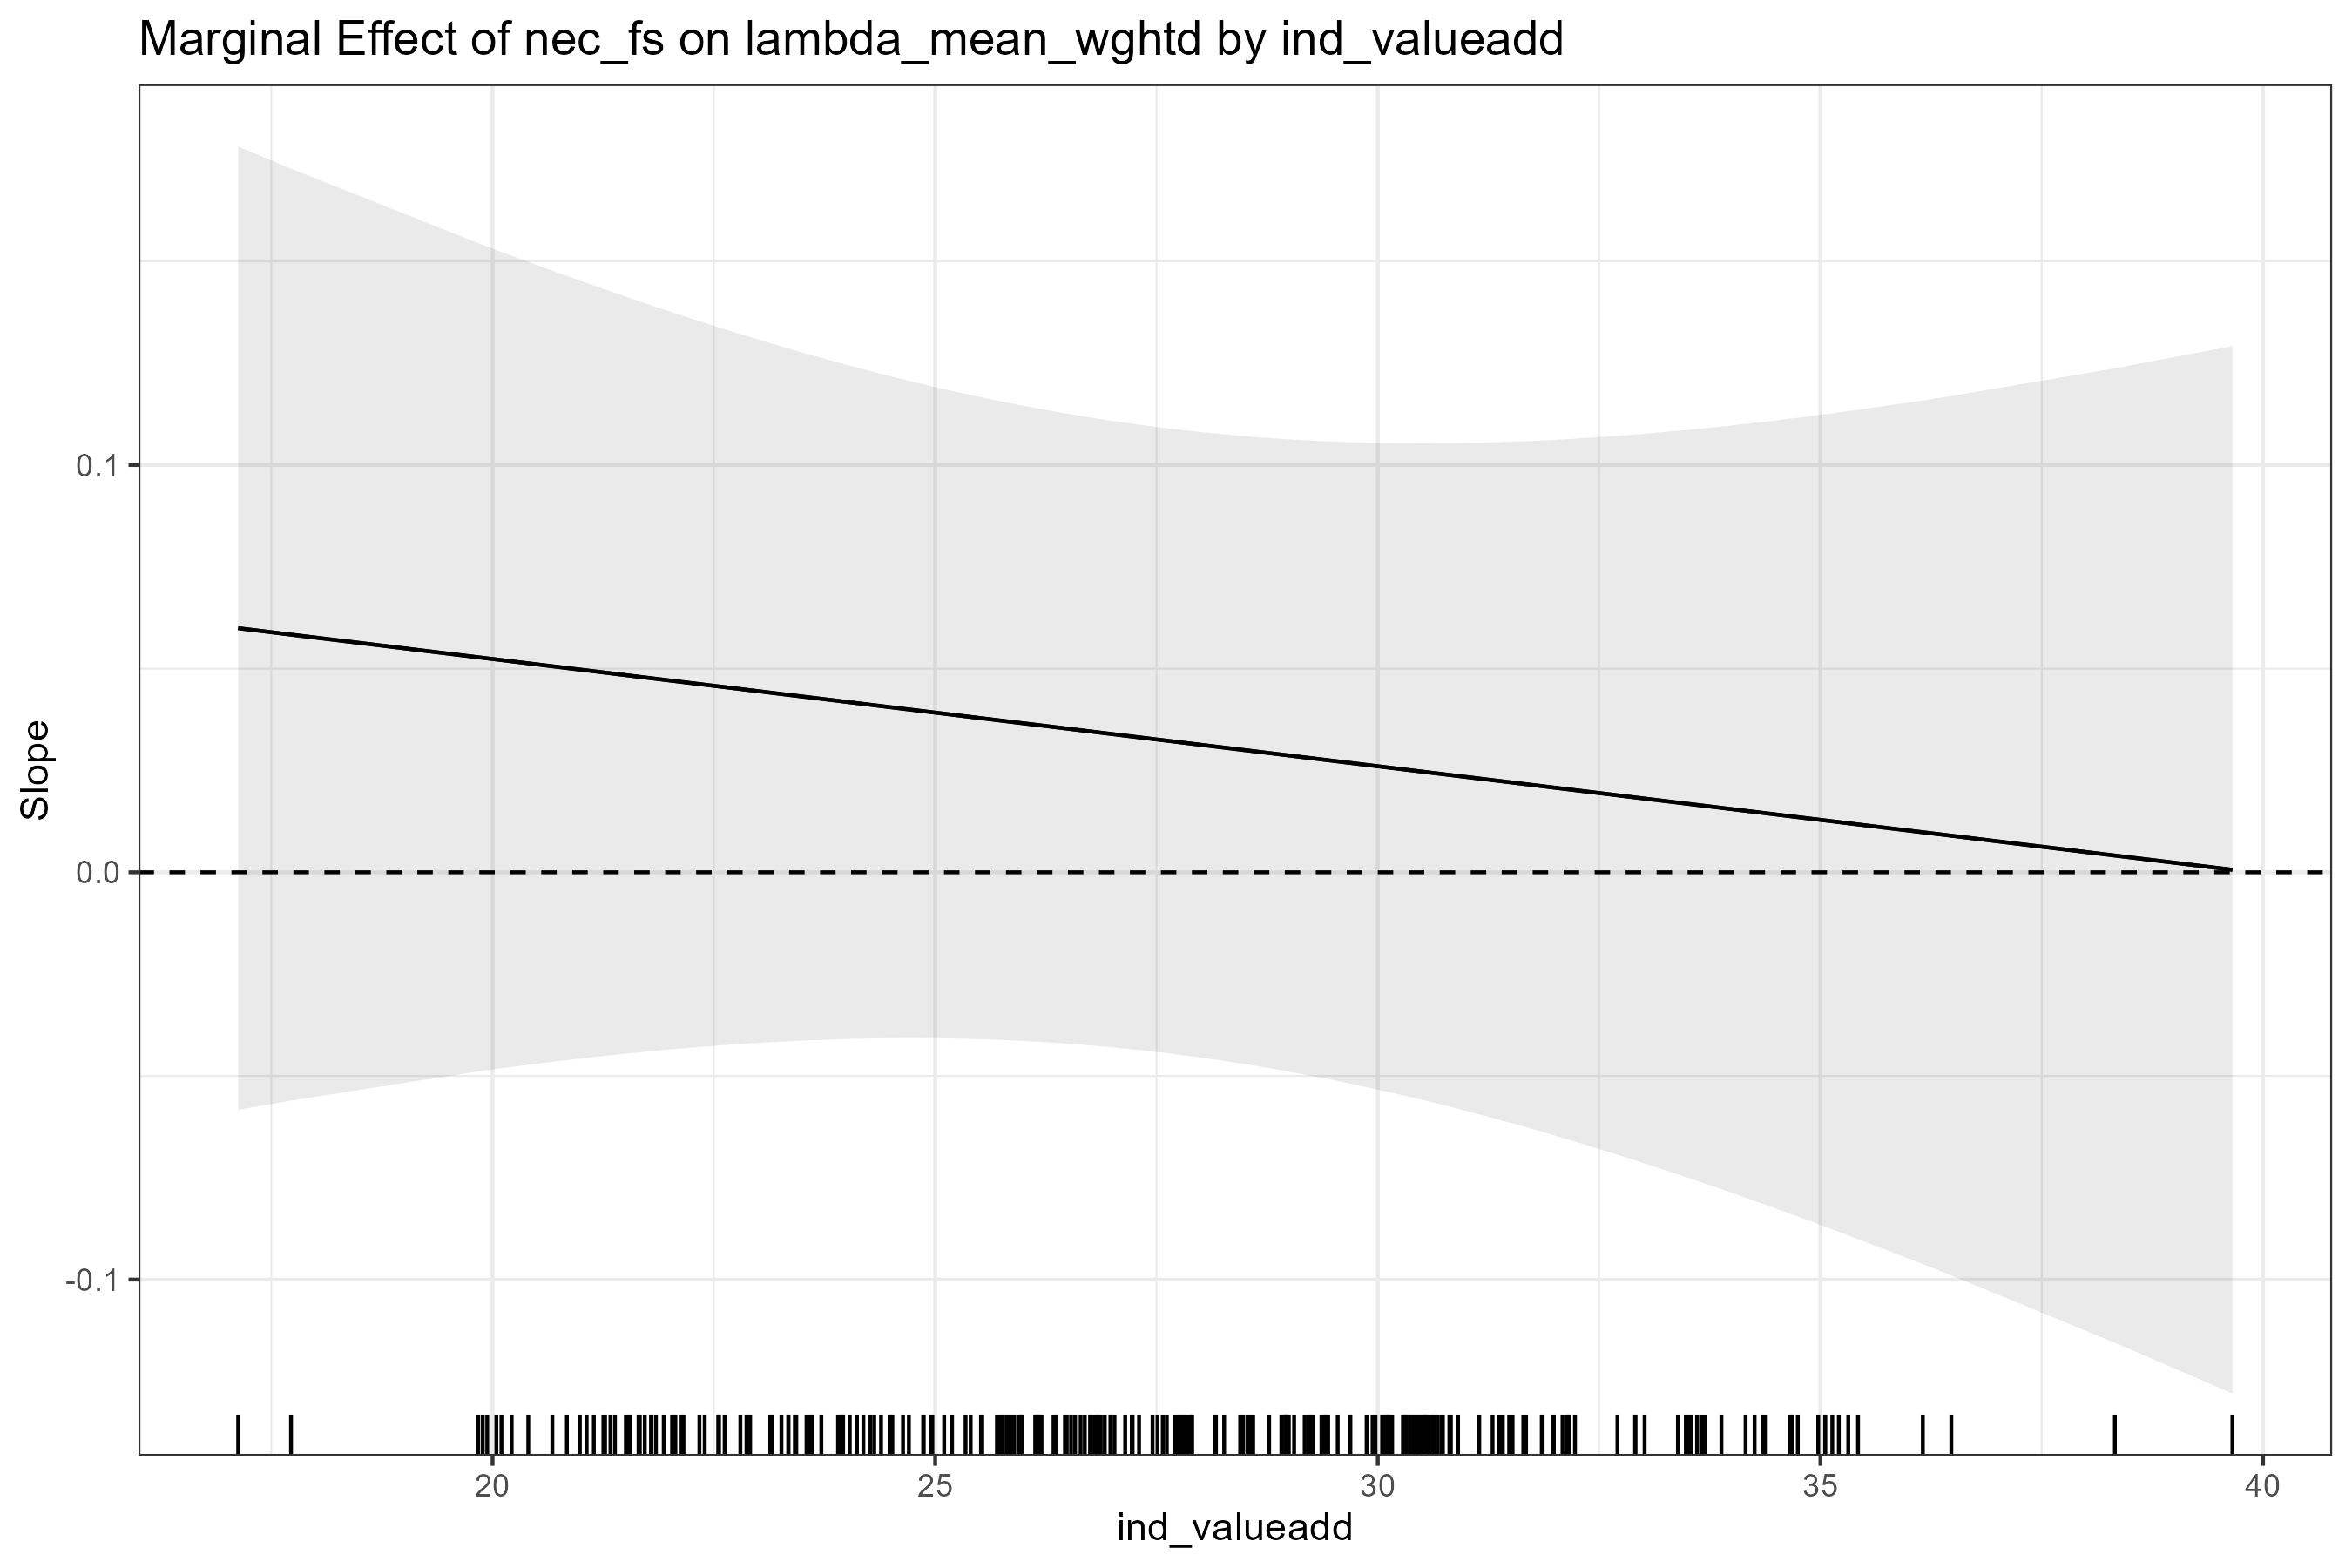 Marginal Effect of nec_fs on lambda_mean_wghtd by ind_valueadd
Slope
0.1
0.0
-0.1
20
25
30
35
40
ind_valueadd